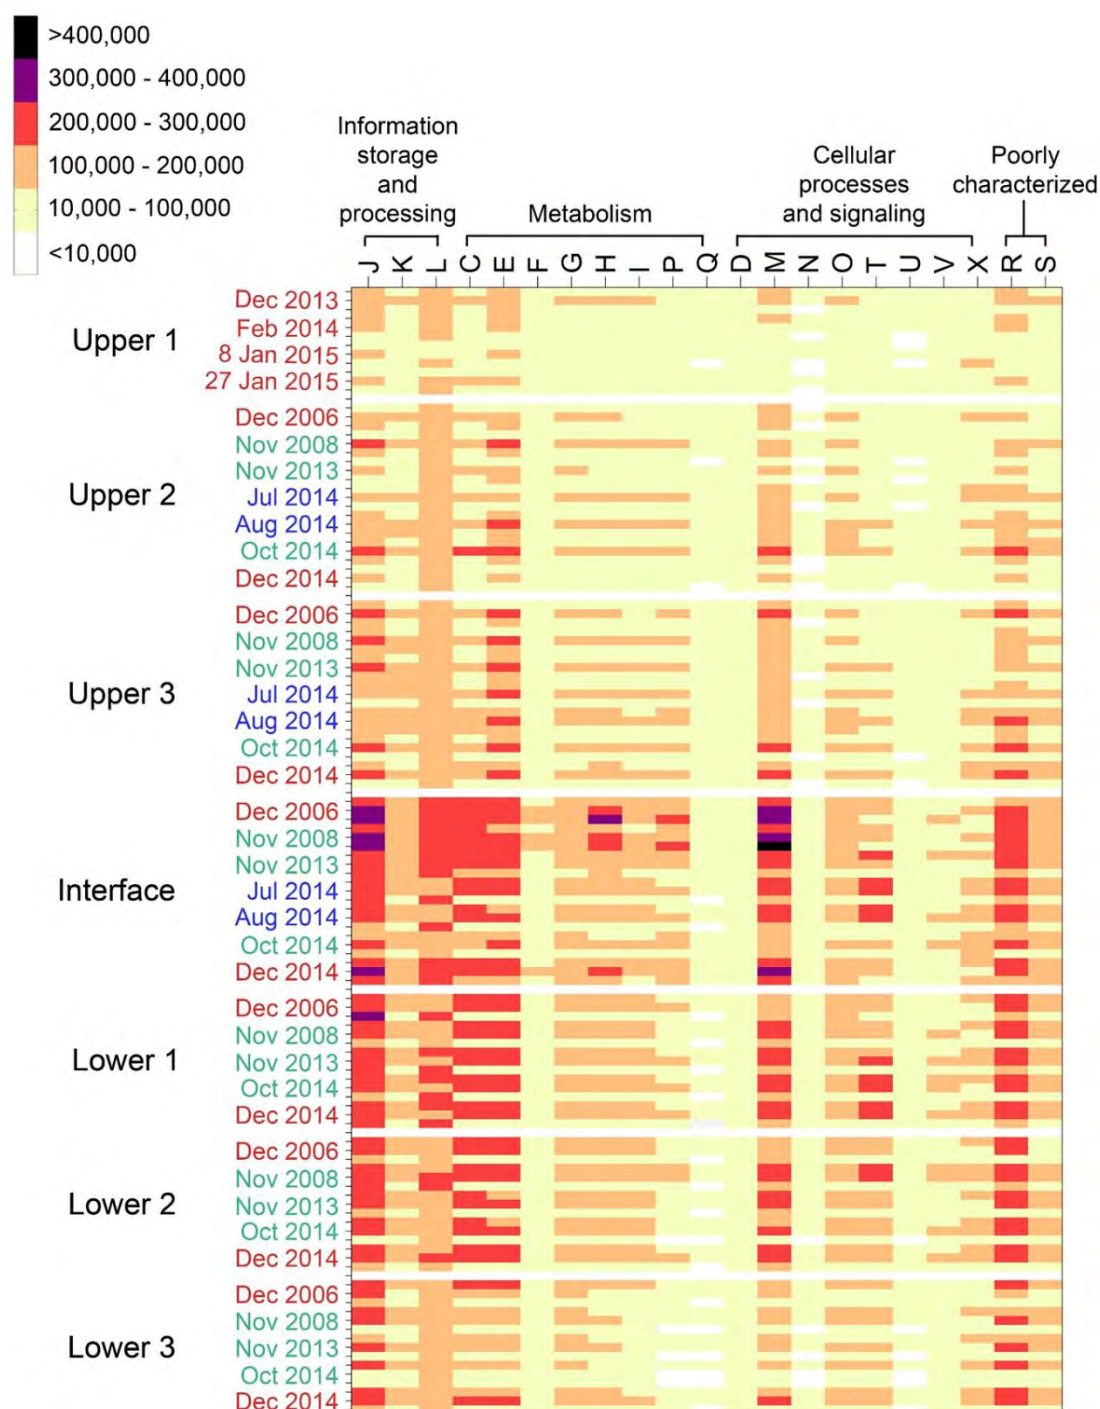 >400,000
300,000 - 400,000
200,000 - 300,000
100,000 - 200,000
10,000 - 100,000
<10,000
Information
storage
and
processing
Metabolism
Cellular
processes
and signaling
Poorly
characterized
J K L C E F G H I P Q D M N O T U V X R S
Upper 1
Dec 2013
Feb 2014
8 Jan 2015
27 Jan 2015
Upper 2
Dec 2006
Nov 2008
Nov 2013
Jul 2014
Aug 2014
Oct 2014
Dec 2014
Upper 3
Dec 2006
Nov 2008
Nov 2013
Jul 2014
Aug 2014
Oct 2014
Dec 2014
Interface
Dec 2006
Nov 2008
Nov 2013
Jul 2014
Aug 2014
Oct 2014
Dec 2014
Lower 1
Dec 2006
Nov 2008
Nov 2013
Oct 2014
Dec 2014
Lower 2
Dec 2006
Nov 2008
Nov 2013
Oct 2014
Dec 2014
Lower 3
Dec 2006
Nov 2008
Nov 2013
Oct 2014
Dec 2014